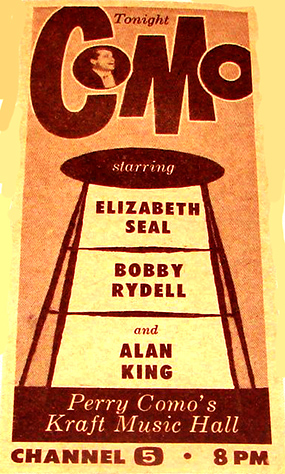 Tonight
COMO
starring
ELIZABETH
SEAL
BOBBY
RYDELL
and
ALAN
KING
Perry Como's
Kraft Music Hall
CHANNEL 5 • 8 PM